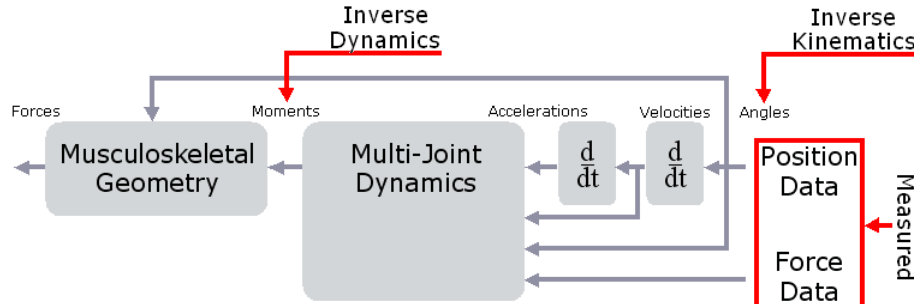 Inverse
Dynamics
Inverse
Kinematics
Forces
Moments
Accelerations
Velocities
Angles
Musculoskeletal
Geometry
Multi-Joint
Dynamics
d
dt
d
dt
Position
Data
Force
Data
Measured